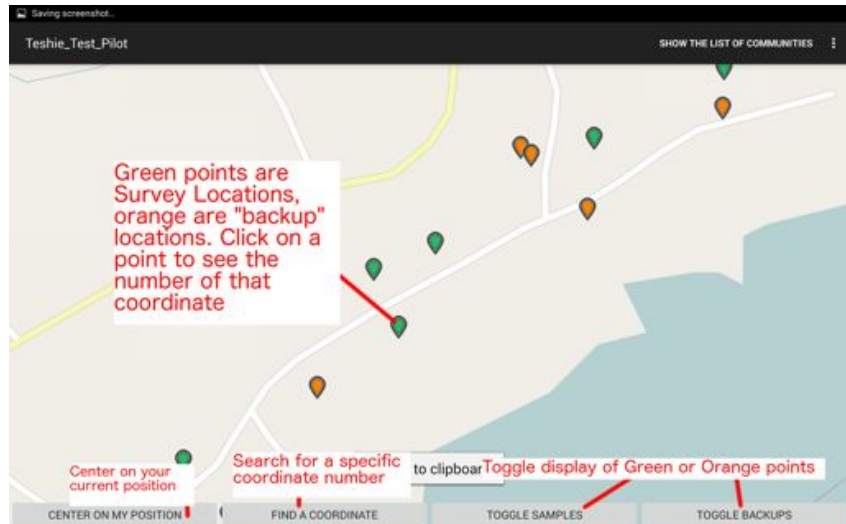 Saving screenshot...
Teshie_Test_Pilot
SHOW THE LIST OF COMMUNITIES
Green points are
Survey Locations,
orange are "backup"
locations. Click on a
point to see the
number of that
coordinate
Center on your
current position
Search for a specific
coordinate number
to clipboar
Toggle display of Green or Orange points
CENTER ON MY POSITION
FIND A COORDINATE
TOGGLE SAMPLES
TOGGLE BACKUPS